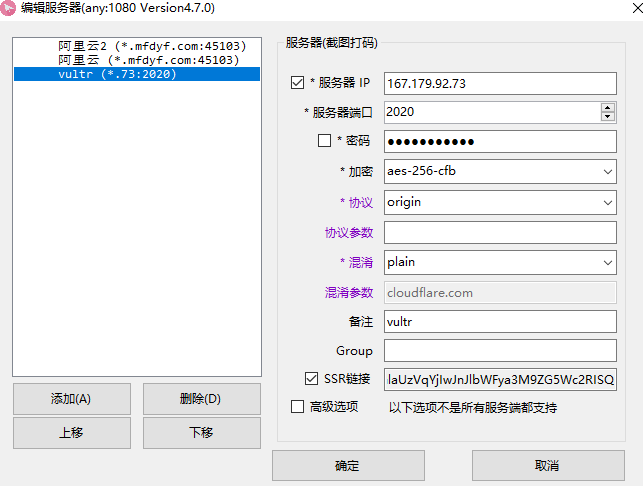 编辑服务器(any:1080 Version4.7.0)
阿里云2 (*.mfdyf.com:45103)
阿里云 (*.mfdyf.com:45103)
vultr (*.73:2020)
添加(A)
删除(D)
上移
下移
服务器(截图打码)
* 服务器 IP
167.179.92.73
* 服务器端口
2020
* 密码
●●●●●●●●●●●
* 加密
aes-256-cfb
* 协议
origin
协议参数
* 混淆
plain
混淆参数
cloudflare.com
备注
vultr
Group
SSR链接
laUzVqYjIwJnJlbWFya3M9ZG5Wc2RISQ
高级选项
以下选项不是所有服务端都支持
确定
取消